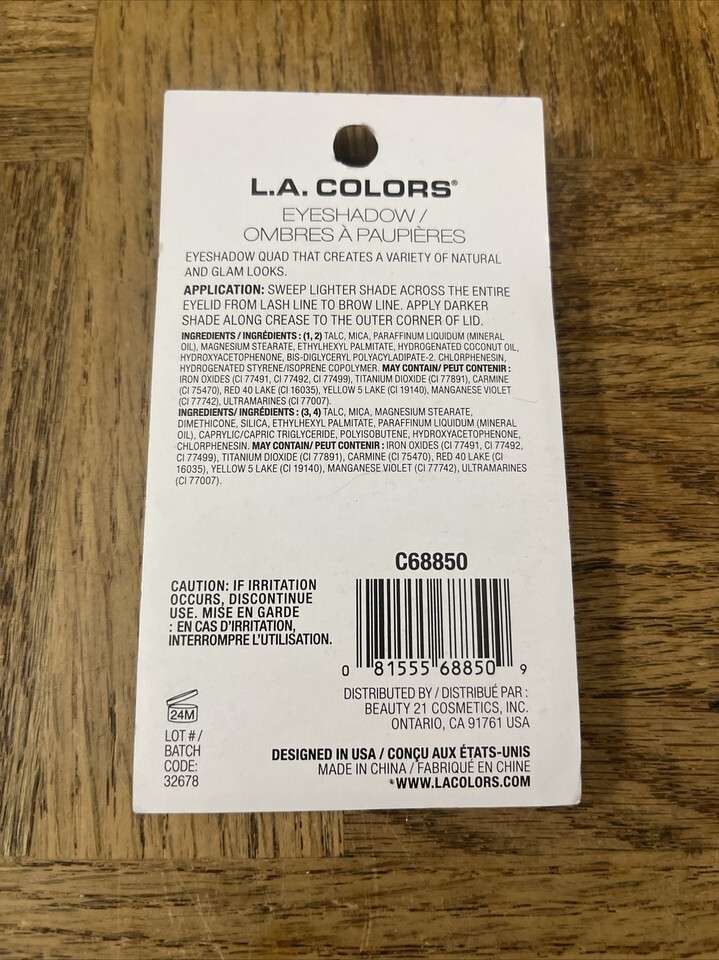 L.A. COLORS®
EYESHADOW /
OMBRES À PAUPIÈRES
EYESHADOW QUAD THAT CREATES A VARIETY OF NATURAL
AND GLAM LOOKS.
APPLICATION: SWEEP LIGHTER SHADE ACROSS THE ENTIRE
EYELID FROM LASH LINE TO BROW LINE. APPLY DARKER
SHADE ALONG CREASE TO THE OUTER CORNER OF LID.
INGREDIENTS / INGRÉDIENTS : (1, 2) TALC, MICA, PARAFFINUM LIQUIDUM (MINERAL
OIL), MAGNESIUM STEARATE, ETHYLHEXYL PALMITATE, HYDROGENATED COCONUT OIL,
HYDROXYACETOPHENONE, BIS-DIGLYCERYL POLYACYLADIPATE-2. CHLORPHENESIN,
HYDROGENATED STYRENE/ISOPRENE COPOLYMER. MAY CONTAIN/ PEUT CONTENIR :
IRON OXIDES (CI 77491, CI 77492, CI 77499), TITANIUM DIOXIDE (CI 77891), CARMINE
(CI 75470), RED 40 LAKE (CI 16035), YELLOW 5 LAKE (CI 19140), MANGANESE VIOLET
(CI 77742), ULTRAMARINES (CI 77007).
INGREDIENTS/ INGRÉDIENTS : (3, 4) TALC, MICA, MAGNESIUM STEARATE,
DIMETHICONE, SILICA, ETHYLHEXYL PALMITATE, PARAFFINUM LIQUIDUM (MINERAL
OIL), CAPRYLIC/CAPRIC TRIGLYCERIDE, POLYISOBUTENE, HYDROXYACETOPHENONE,
CHLORPHENESIN. MAY CONTAIN/ PEUT CONTENIR : IRON OXIDES (CI 77491, CI 77492,
CI 77499), TITANIUM DIOXIDE (CI 77891), CARMINE (CI 75470), RED 40 LAKE (CI
16035), YELLOW 5 LAKE (CI 19140), MANGANESE VIOLET (CI 77742), ULTRAMARINES
(CI 77007).
CAUTION: IF IRRITATION
OCCURS, DISCONTINUE
USE. MISE EN GARDE
: EN CAS D'IRRITATION,
INTERROMPRE L'UTILISATION.
C68850
0 81555 68850 9
DISTRIBUTED BY / DISTRIBUÉ PAR :
BEAUTY 21 COSMETICS, INC.
ONTARIO, CA 91761 USA
24M
LOT # /
BATCH
CODE:
32678
DESIGNED IN USA / CONÇU AUX ÉTATS-UNIS
MADE IN CHINA / FABRIQUÉ EN CHINE
WWW.LACOLORS.COM